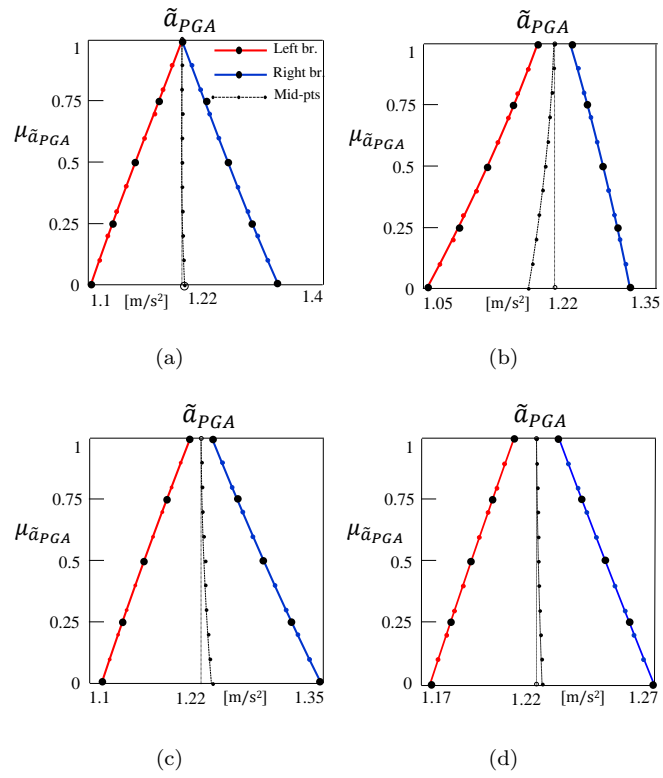 ã_PGA
1
0.75
μ_ã_PGA
0.5
0.25
0
Left br.
Right br.
Mid-pts
1.1 [m/s²] 1.22 1.4
(a)
ã_PGA
1
0.75
μ_ã_PGA
0.5
0.25
0
1.05 [m/s²] 1.22 1.35
(b)
ã_PGA
1
0.75
μ_ã_PGA
0.5
0.25
0
1.1 1.22 [m/s²] 1.35
(c)
ã_PGA
1
0.75
μ_ã_PGA
0.5
0.25
0
1.17 1.22 [m/s²] 1.27
(d)